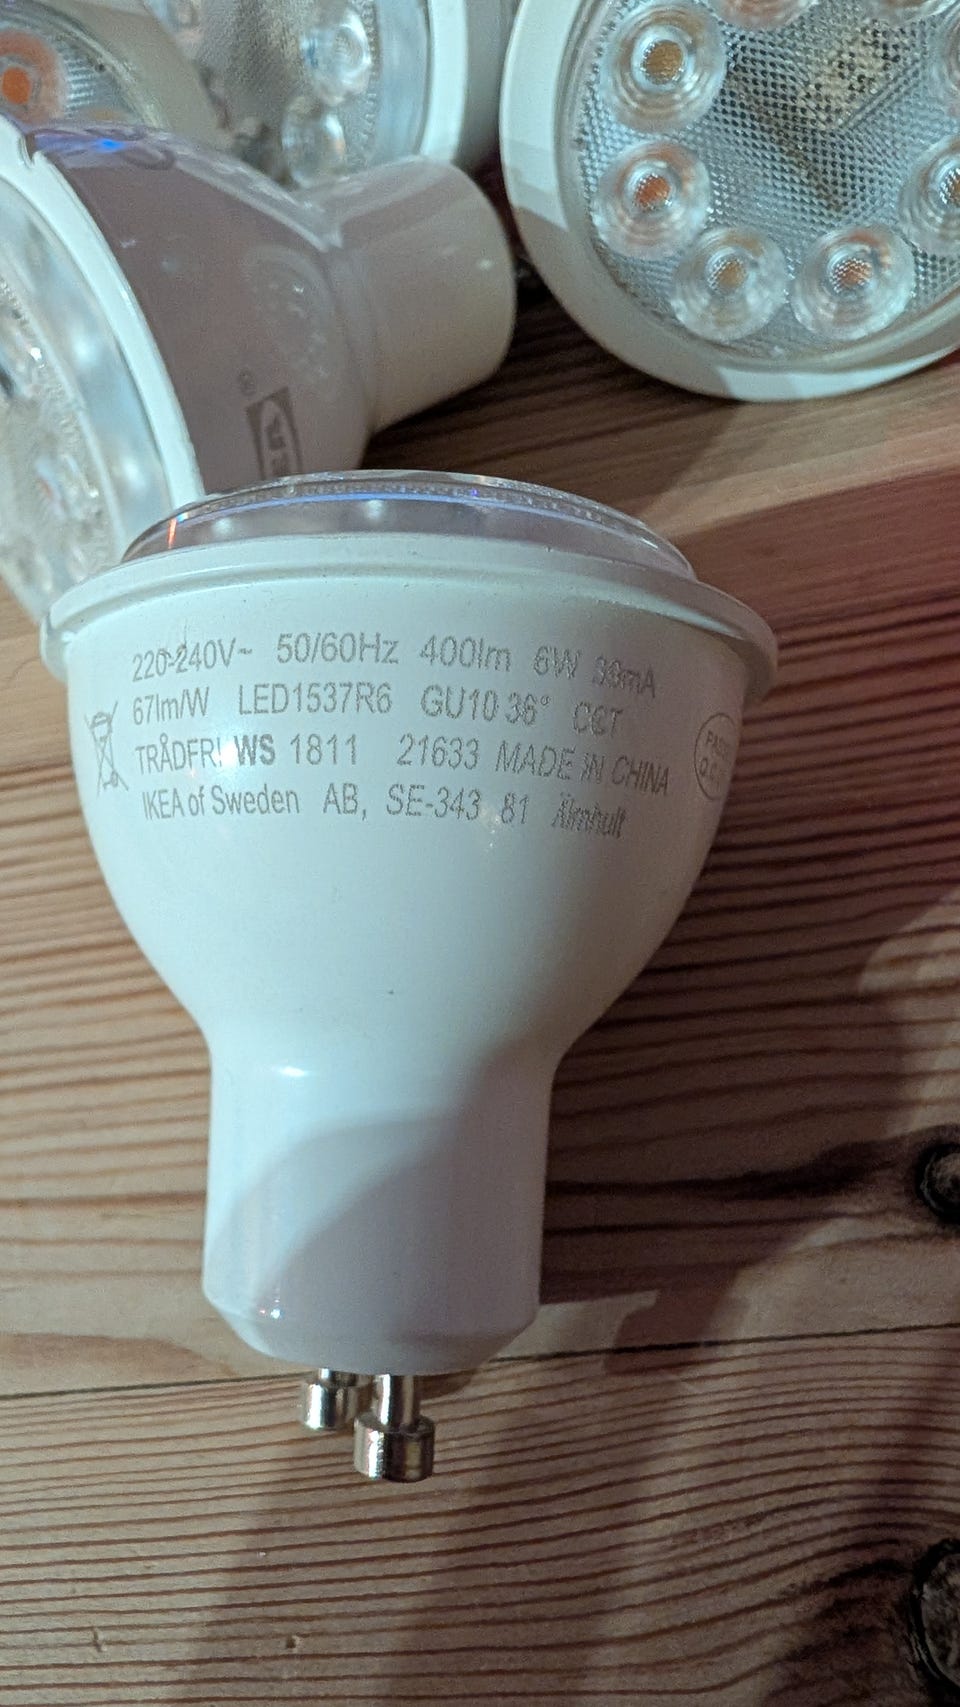 220-240V~ 50/60Hz 400lm 6W 39mA
67lm/W LED1537R6 GU10 36° CCT
TRÅDFRI WS 1811 21633 MADE IN CHINA
IKEA of Sweden AB, SE-343 81 Älmhult